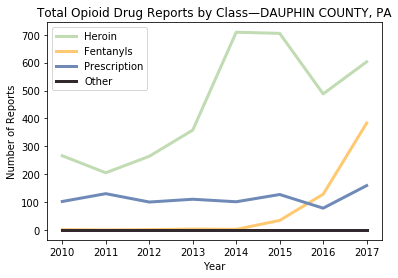 Total Opioid Drug Reports by Class—DAUPHIN COUNTY, PA
Heroin
Fentanyls
Prescription
Other
Number of Reports
700
600
500
400
300
200
100
0
2010 2011 2012 2013 2014 2015 2016 2017
Year